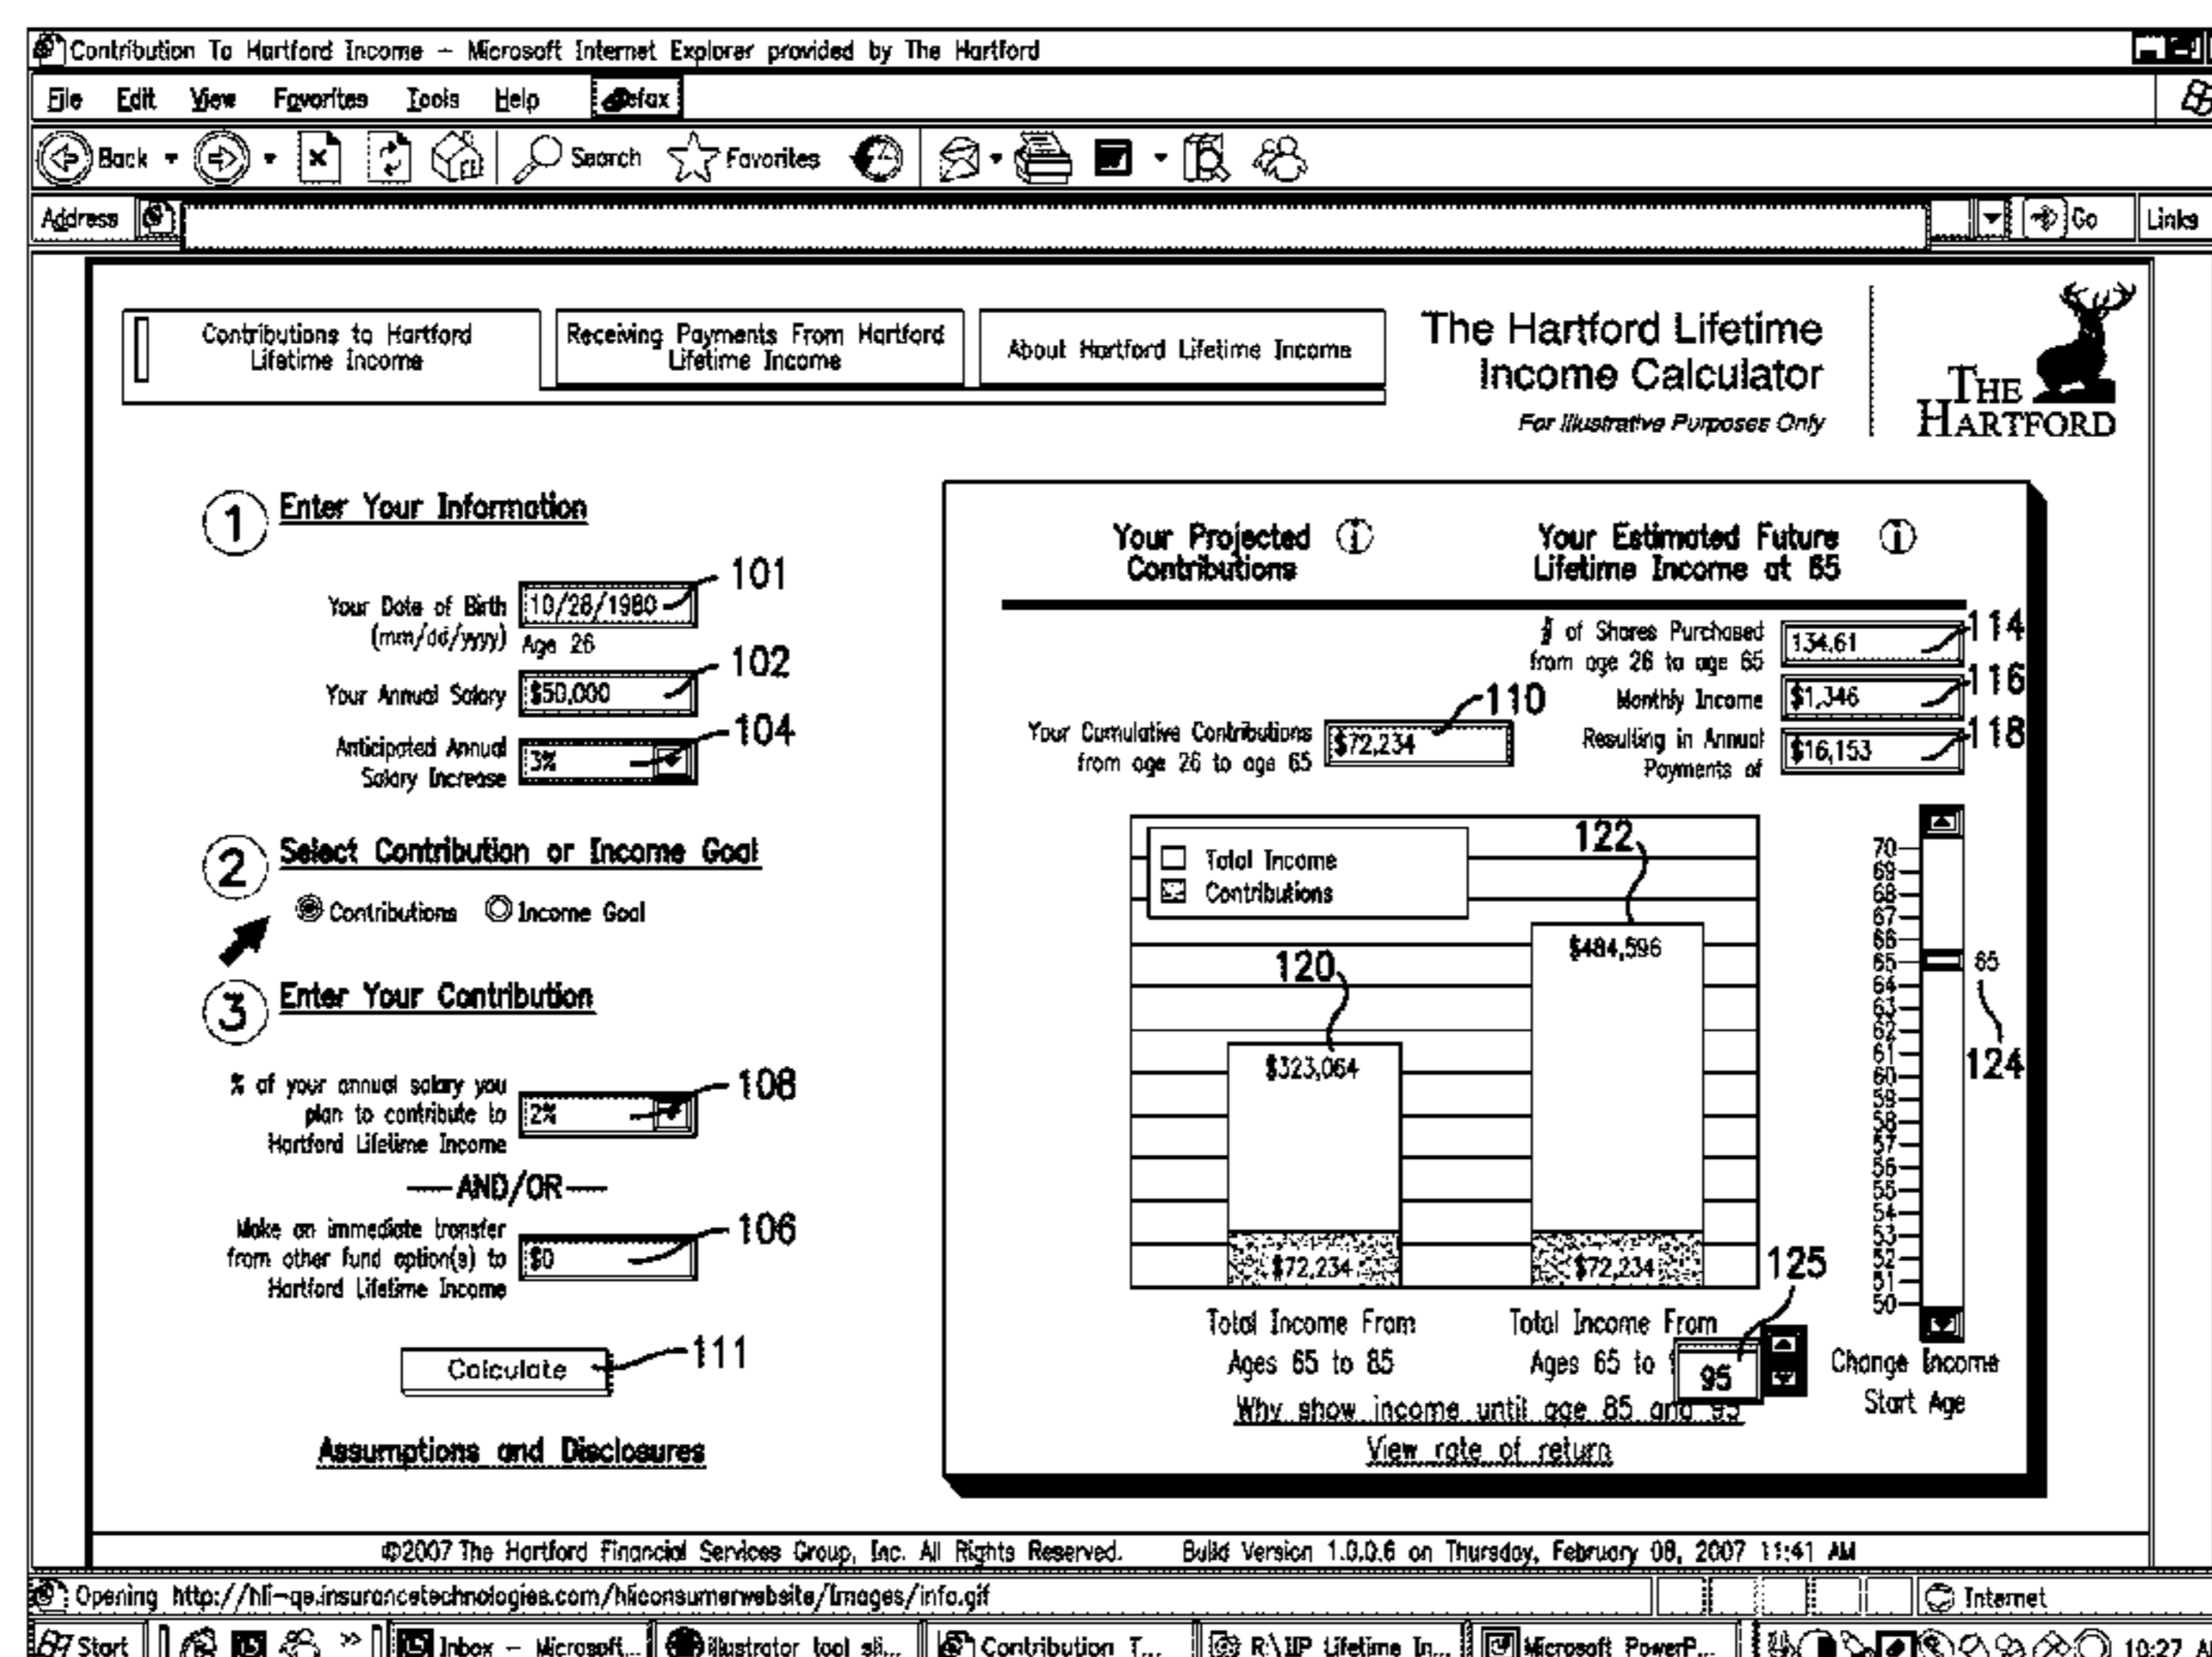 Contribution To Hartford Income – Microsoft Internet Explorer provided by The Hartford
File Edit View Favorites Tools Help efax
Back Search Favorites
Address Go Links
Contributions to Hartford
Lifetime Income
Receiving Payments From Hartford
Lifetime Income
About Hartford Lifetime Income
The Hartford Lifetime
Income Calculator
For Illustrative Purposes Only
THE
HARTFORD
1 Enter Your Information
Your Date of Birth
(mm/dd/yyyy)
10/28/1980
101
Age 26
Your Annual Salary $50,000
102
Anticipated Annual
Salary Increase
3%
104
2 Select Contribution or Income Goal
Contributions Income Goal
3 Enter Your Contribution
% of your annual salary you
plan to contribute to
Hartford Lifetime Income
2%
108
AND/OR
Make an immediate transfer
from other fund option(s) to
Hartford Lifetime Income
$0
106
Calculate
111
Assumptions and Disclosures
Your Projected
Contributions
i
Your Estimated Future
Lifetime Income at 65
i
# of Shares Purchased
from age 26 to age 65
134.61
114
Monthly Income $1,346
116
Resulting in Annual
Payments of
$16,153
118
Your Cumulative Contributions
from age 26 to age 65
$72,234
110
Total Income
Contributions
120
$323,064
$72,234
122
$484,596
$72,234
Total Income From
Ages 65 to 85
Total Income From
Ages 65 to
95
125
70
69
68
67
66
65
64
63
62
61
60
59
58
57
56
55
54
53
52
51
50
65
124
Change Income
Start Age
Why show income until age 85 and 95
View rate of return
©2007 The Hartford Financial Services Group, Inc. All Rights Reserved. Build Version 1.0.0.6 on Thursday, February 08, 2007 11:41 AM
Opening http://hli-qa.insurancetechnologies.com/hliconsumerwebsite/Images/info.gif
Internet
Start » Inbox – Microsoft... illustrator tool sli... Contribution T... R:\IIP Lifetime In... Microsoft PowerP... 10:27 A